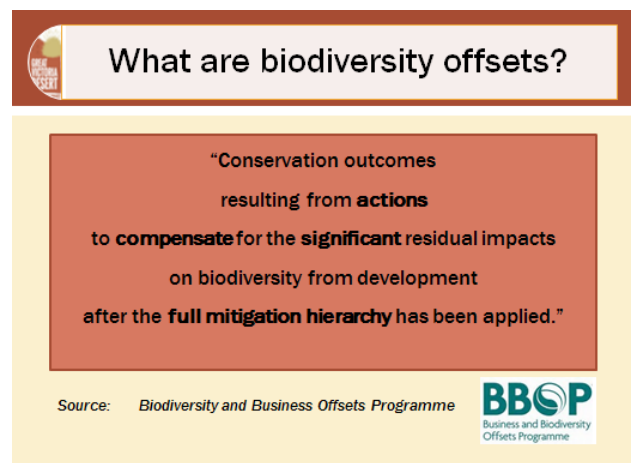 GREAT
VICTORIA
DESERT
What are biodiversity offsets?
“Conservation outcomes
resulting from actions
to compensate for the significant residual impacts
on biodiversity from development
after the full mitigation hierarchy has been applied.”
Source: Biodiversity and Business Offsets Programme
BBOP
Business and Biodiversity
Offsets Programme